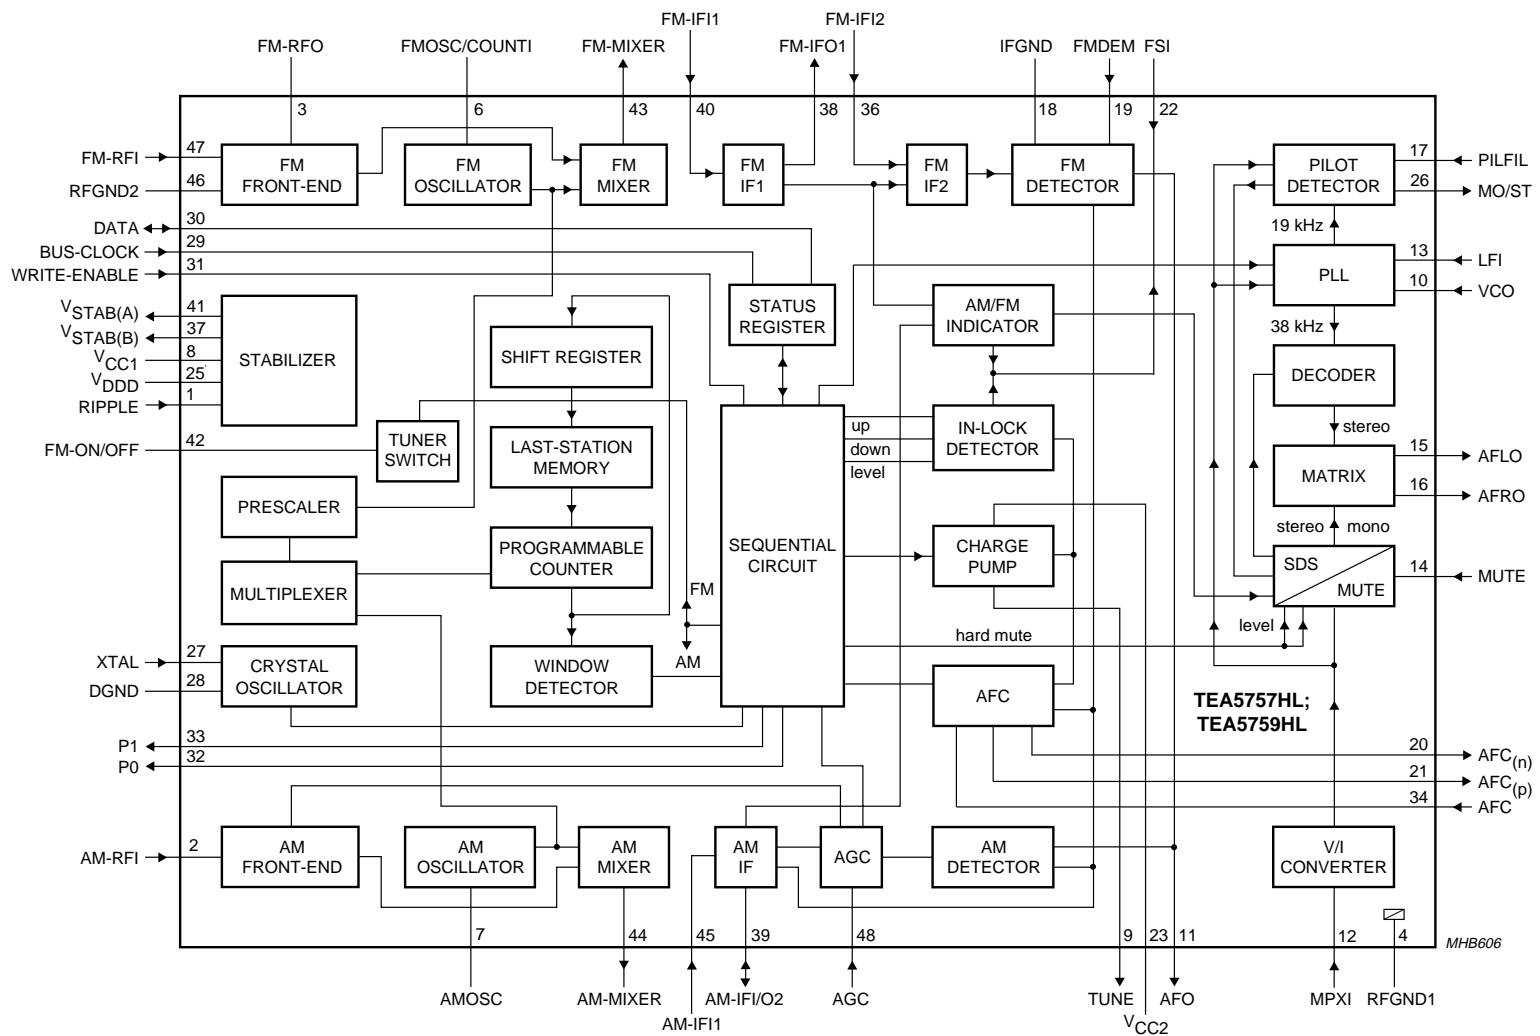 FM-IFI1
FM-IFI2
FM-RFO
FMOSC/COUNTI
FM-MIXER
FM-IFO1
IFGND
FMDEM
FSI
3
6
43
40
38
36
18
19
22
FM-RFI
47
RFGND2
46
FM
FRONT-END
FM
OSCILLATOR
FM
MIXER
FM
IF1
FM
IF2
FM
DETECTOR
PILOT
DETECTOR
17
PILFIL
26
MO/ST
DATA
30
BUS-CLOCK
29
WRITE-ENABLE
31
19 kHz
PLL
13
LFI
10
VCO
VSTAB(A)
41
VSTAB(B)
37
VCC1
8
VDDD
25
RIPPLE
1
STABILIZER
SHIFT REGISTER
STATUS
REGISTER
AM/FM
INDICATOR
38 kHz
DECODER
stereo
FM-ON/OFF
42
TUNER
SWITCH
LAST-STATION
MEMORY
up
down
level
IN-LOCK
DETECTOR
MATRIX
15
AFLO
16
AFRO
stereo
mono
PRESCALER
PROGRAMMABLE
COUNTER
MULTIPLEXER
SEQUENTIAL
CIRCUIT
CHARGE
PUMP
SDS
MUTE
14
MUTE
FM
AM
hard mute
level
XTAL
27
DGND
28
CRYSTAL
OSCILLATOR
WINDOW
DETECTOR
AFC
TEA5757HL;
TEA5759HL
P1
33
P0
32
20
AFC(n)
21
AFC(p)
34
AFC
AM-RFI
2
AM
FRONT-END
AM
OSCILLATOR
AM
MIXER
AM
IF
AGC
AM
DETECTOR
V/I
CONVERTER
7
44
45
39
48
9
23
11
12
4
MHB606
AMOSC
AM-MIXER
AM-IFI1
AM-IFI/O2
AGC
TUNE
VCC2
AFO
MPXI
RFGND1